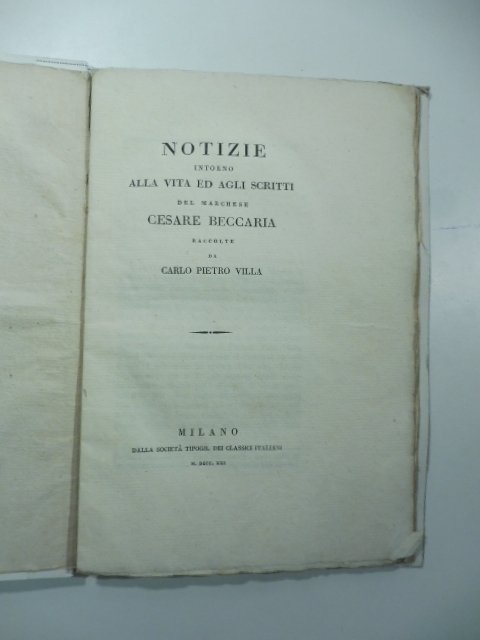 NOTIZIE
INTORNO
ALLA VITA ED AGLI SCRITTI
DEL MARCHESE
CESARE BECCARIA
RACCOLTE
DA
CARLO PIETRO VILLA
MILANO
DALLA SOCIETÀ TIPOGR. DEI CLASSICI ITALIANI
M. DCCC.